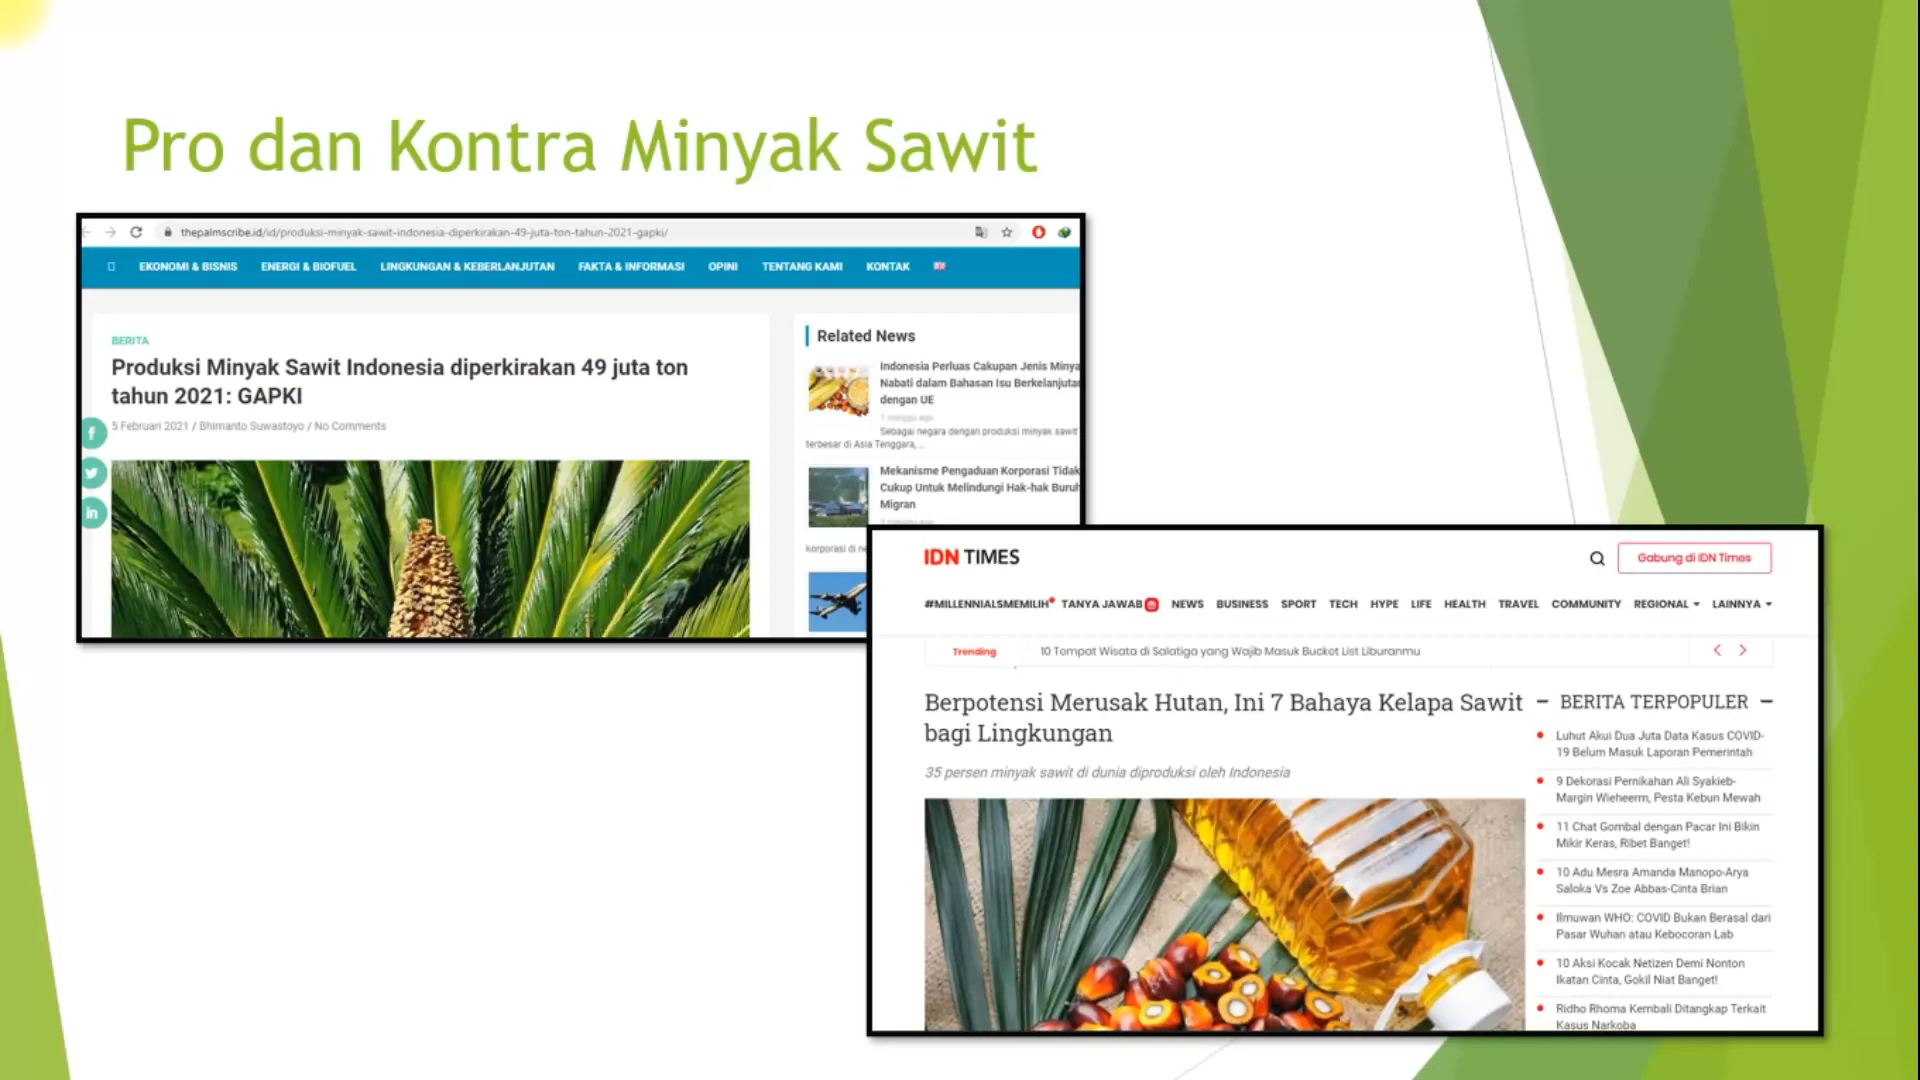 Pro dan Kontra Minyak Sawit
thepalmscribe.id/id/produksi-minyak-sawit-indonesia-diperkirakan-49-juta-ton-tahun-2021-gapki/
EKONOMI & BISNIS ENERGI & BIOFUEL LINGKUNGAN & KEBERLANJUTAN FAKTA & INFORMASI OPINI TENTANG KAMI KONTAK
BERITA
Produksi Minyak Sawit Indonesia diperkirakan 49 juta ton
tahun 2021: GAPKI
5 Februari 2021 / Bhimanto Suwastoyo / No Comments
Related News
Indonesia Perluas Cakupan Jenis Minya
Nabati dalam Bahasan Isu Berkelanjutan
dengan UE
1 minggu ago
Sebagai negara dengan produksi minyak sawit
terbesar di Asia Tenggara, ...
Mekanisme Pengaduan Korporasi Tidak
Cukup Untuk Melindungi Hak-hak Buruh
Migran
korporasi di
IDN TIMES
Gabung di IDN Times
#MILLENNIALSMEMILIH TANYA JAWAB NEWS BUSINESS SPORT TECH HYPE LIFE HEALTH TRAVEL COMMUNITY REGIONAL LAINNYA
Trending 10 Tempat Wisata di Salatiga yang Wajib Masuk Bucket List Liburanmu
Berpotensi Merusak Hutan, Ini 7 Bahaya Kelapa Sawit
bagi Lingkungan
35 persen minyak sawit di dunia diproduksi oleh Indonesia
BERITA TERPOPULER
Luhut Akui Dua Juta Data Kasus COVID-
19 Belum Masuk Laporan Pemerintah
9 Dekorasi Pernikahan Ali Syakieb-
Margin Wieheerm, Pesta Kebun Mewah
11 Chat Gombal dengan Pacar Ini Bikin
Mikir Keras, Ribet Banget!
10 Adu Mesra Amanda Manopo-Arya
Saloka Vs Zoe Abbas-Cinta Brian
Ilmuwan WHO: COVID Bukan Berasal dari
Pasar Wuhan atau Kebocoran Lab
10 Aksi Kocak Netizen Demi Nonton
Ikatan Cinta, Gokil Niat Banget!
Ridho Rhoma Kembali Ditangkap Terkait
Kasus Narkoba